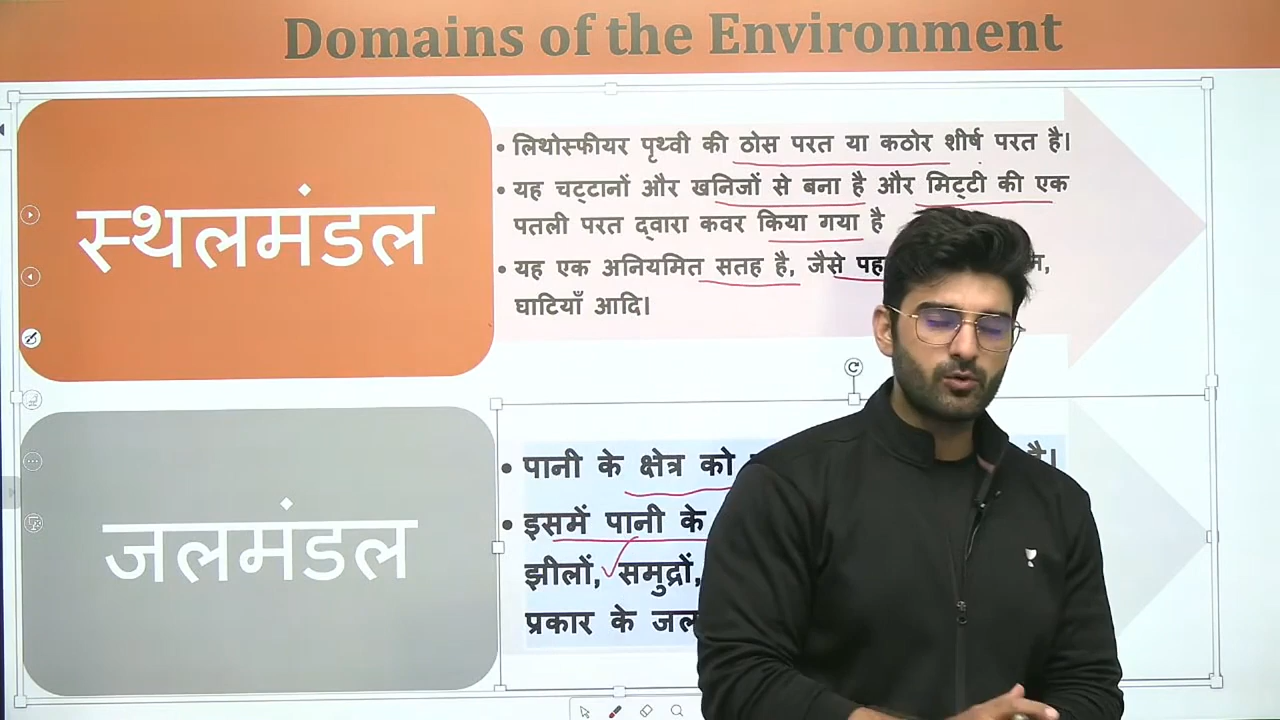 Domains of the Environment
स्थलमंडल
• लिथोस्फीयर पृथ्वी की ठोस परत या कठोर शीर्ष परत है।
• यह चट्टानों और खनिजों से बना है और मिट्टी की एक
पतली परत द्वारा कवर किया गया है
• यह एक अनियमित सतह है, जैसे
घाटियाँ आदि।
जलमंडल
• पानी के क्षेत्र को है।
• इसमें पानी के
झीलों, समुद्रों,
प्रकार के